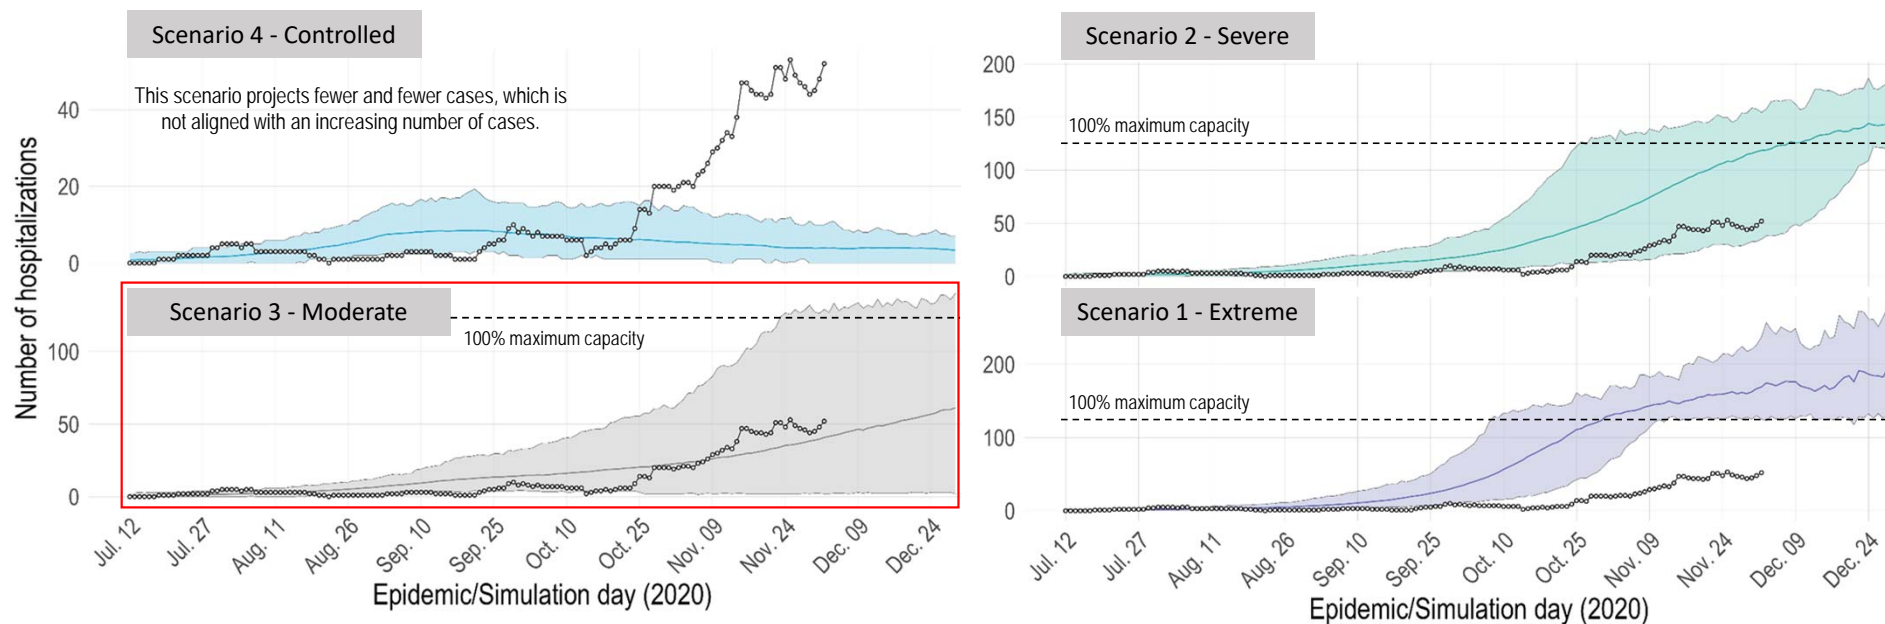 Scenario 4 - Controlled
This scenario projects fewer and fewer cases, which is
not aligned with an increasing number of cases.
40
20
0
Number of hospitalizations
Scenario 3 - Moderate
100% maximum capacity
100
50
0
Jul. 12
Jul. 27
Aug. 11
Aug. 26
Sep. 10
Sep. 25
Oct. 10
Oct. 25
Nov. 09
Nov. 24
Dec. 09
Dec. 24
Epidemic/Simulation day (2020)
Scenario 2 - Severe
200
150
100% maximum capacity
100
50
0
Scenario 1 - Extreme
200
100% maximum capacity
100
0
Jul. 12
Jul. 27
Aug. 11
Aug. 26
Sep. 10
Sep. 25
Oct. 10
Oct. 25
Nov. 09
Nov. 24
Dec. 09
Dec. 24
Epidemic/Simulation day (2020)